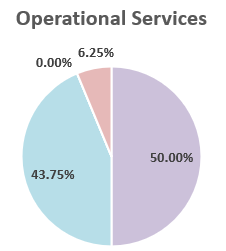 Operational Services
6.25%
0.00%
50.00%
43.75%